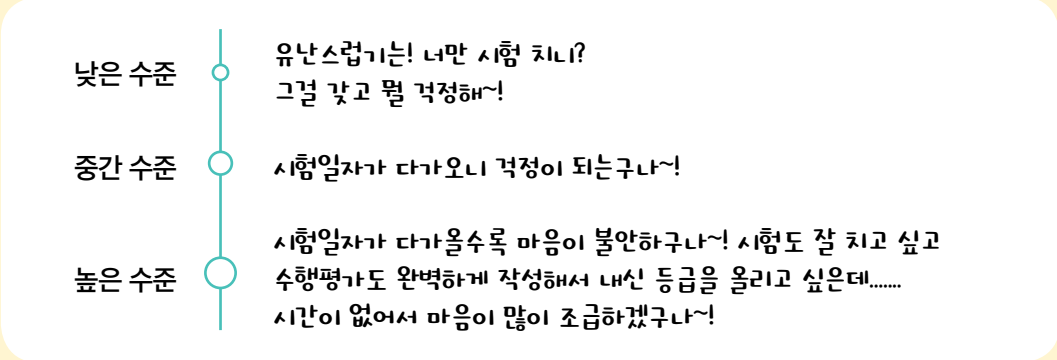 낮은 수준
유난스럽기는! 너만 시험 치니?
그걸 갖고 뭘 걱정해~!
중간 수준
시험일자가 다가오니 걱정이 되는구나~!
높은 수준
시험일자가 다가올수록 마음이 불안하구나~! 시험도 잘 치고 싶고
수행평가도 완벽하게 작성해서 내신 등급을 올리고 싶은데.......
시간이 없어서 마음이 많이 조급하겠구나~!